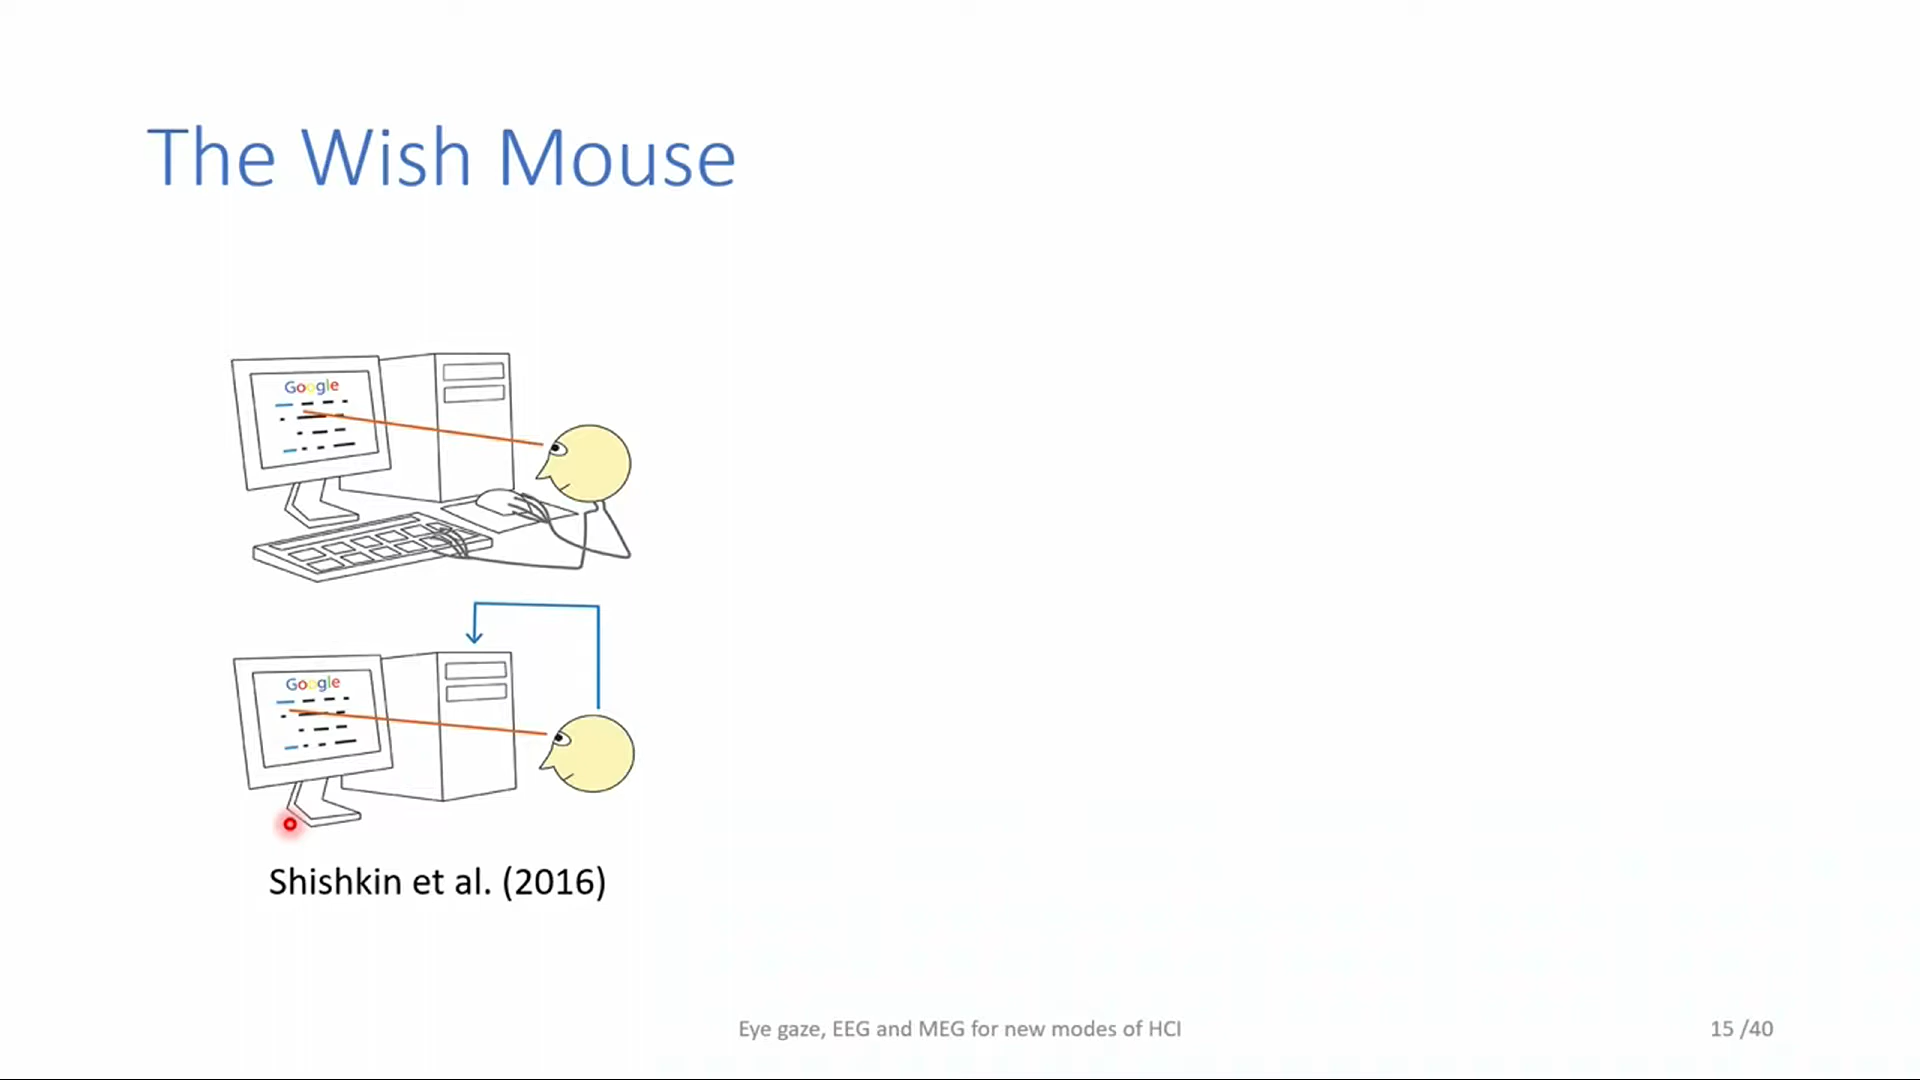 The Wish Mouse
Google
Google
Shishkin et al. (2016)
Eye gaze, EEG and MEG for new modes of HCI
15 /40